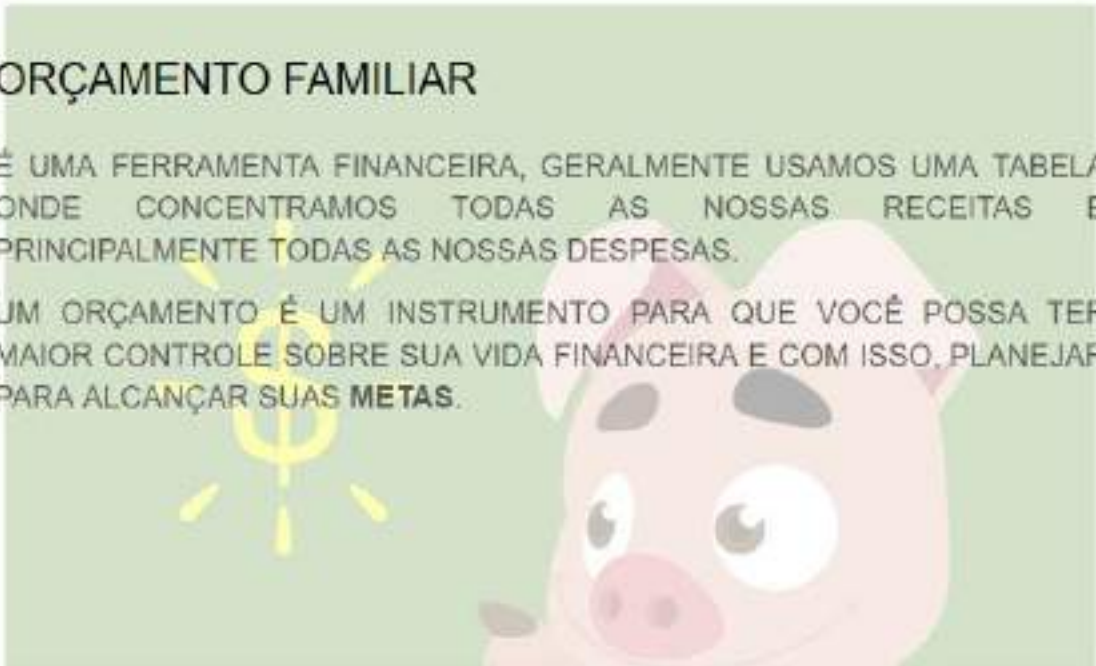 ORÇAMENTO FAMILIAR
É UMA FERRAMENTA FINANCEIRA, GERALMENTE USAMOS UMA TABELA
ONDE CONCENTRAMOS TODAS AS NOSSAS RECEITAS E
PRINCIPALMENTE TODAS AS NOSSAS DESPESAS.
UM ORÇAMENTO É UM INSTRUMENTO PARA QUE VOCÊ POSSA TER
MAIOR CONTROLE SOBRE SUA VIDA FINANCEIRA E COM ISSO, PLANEJAR
PARA ALCANÇAR SUAS METAS.